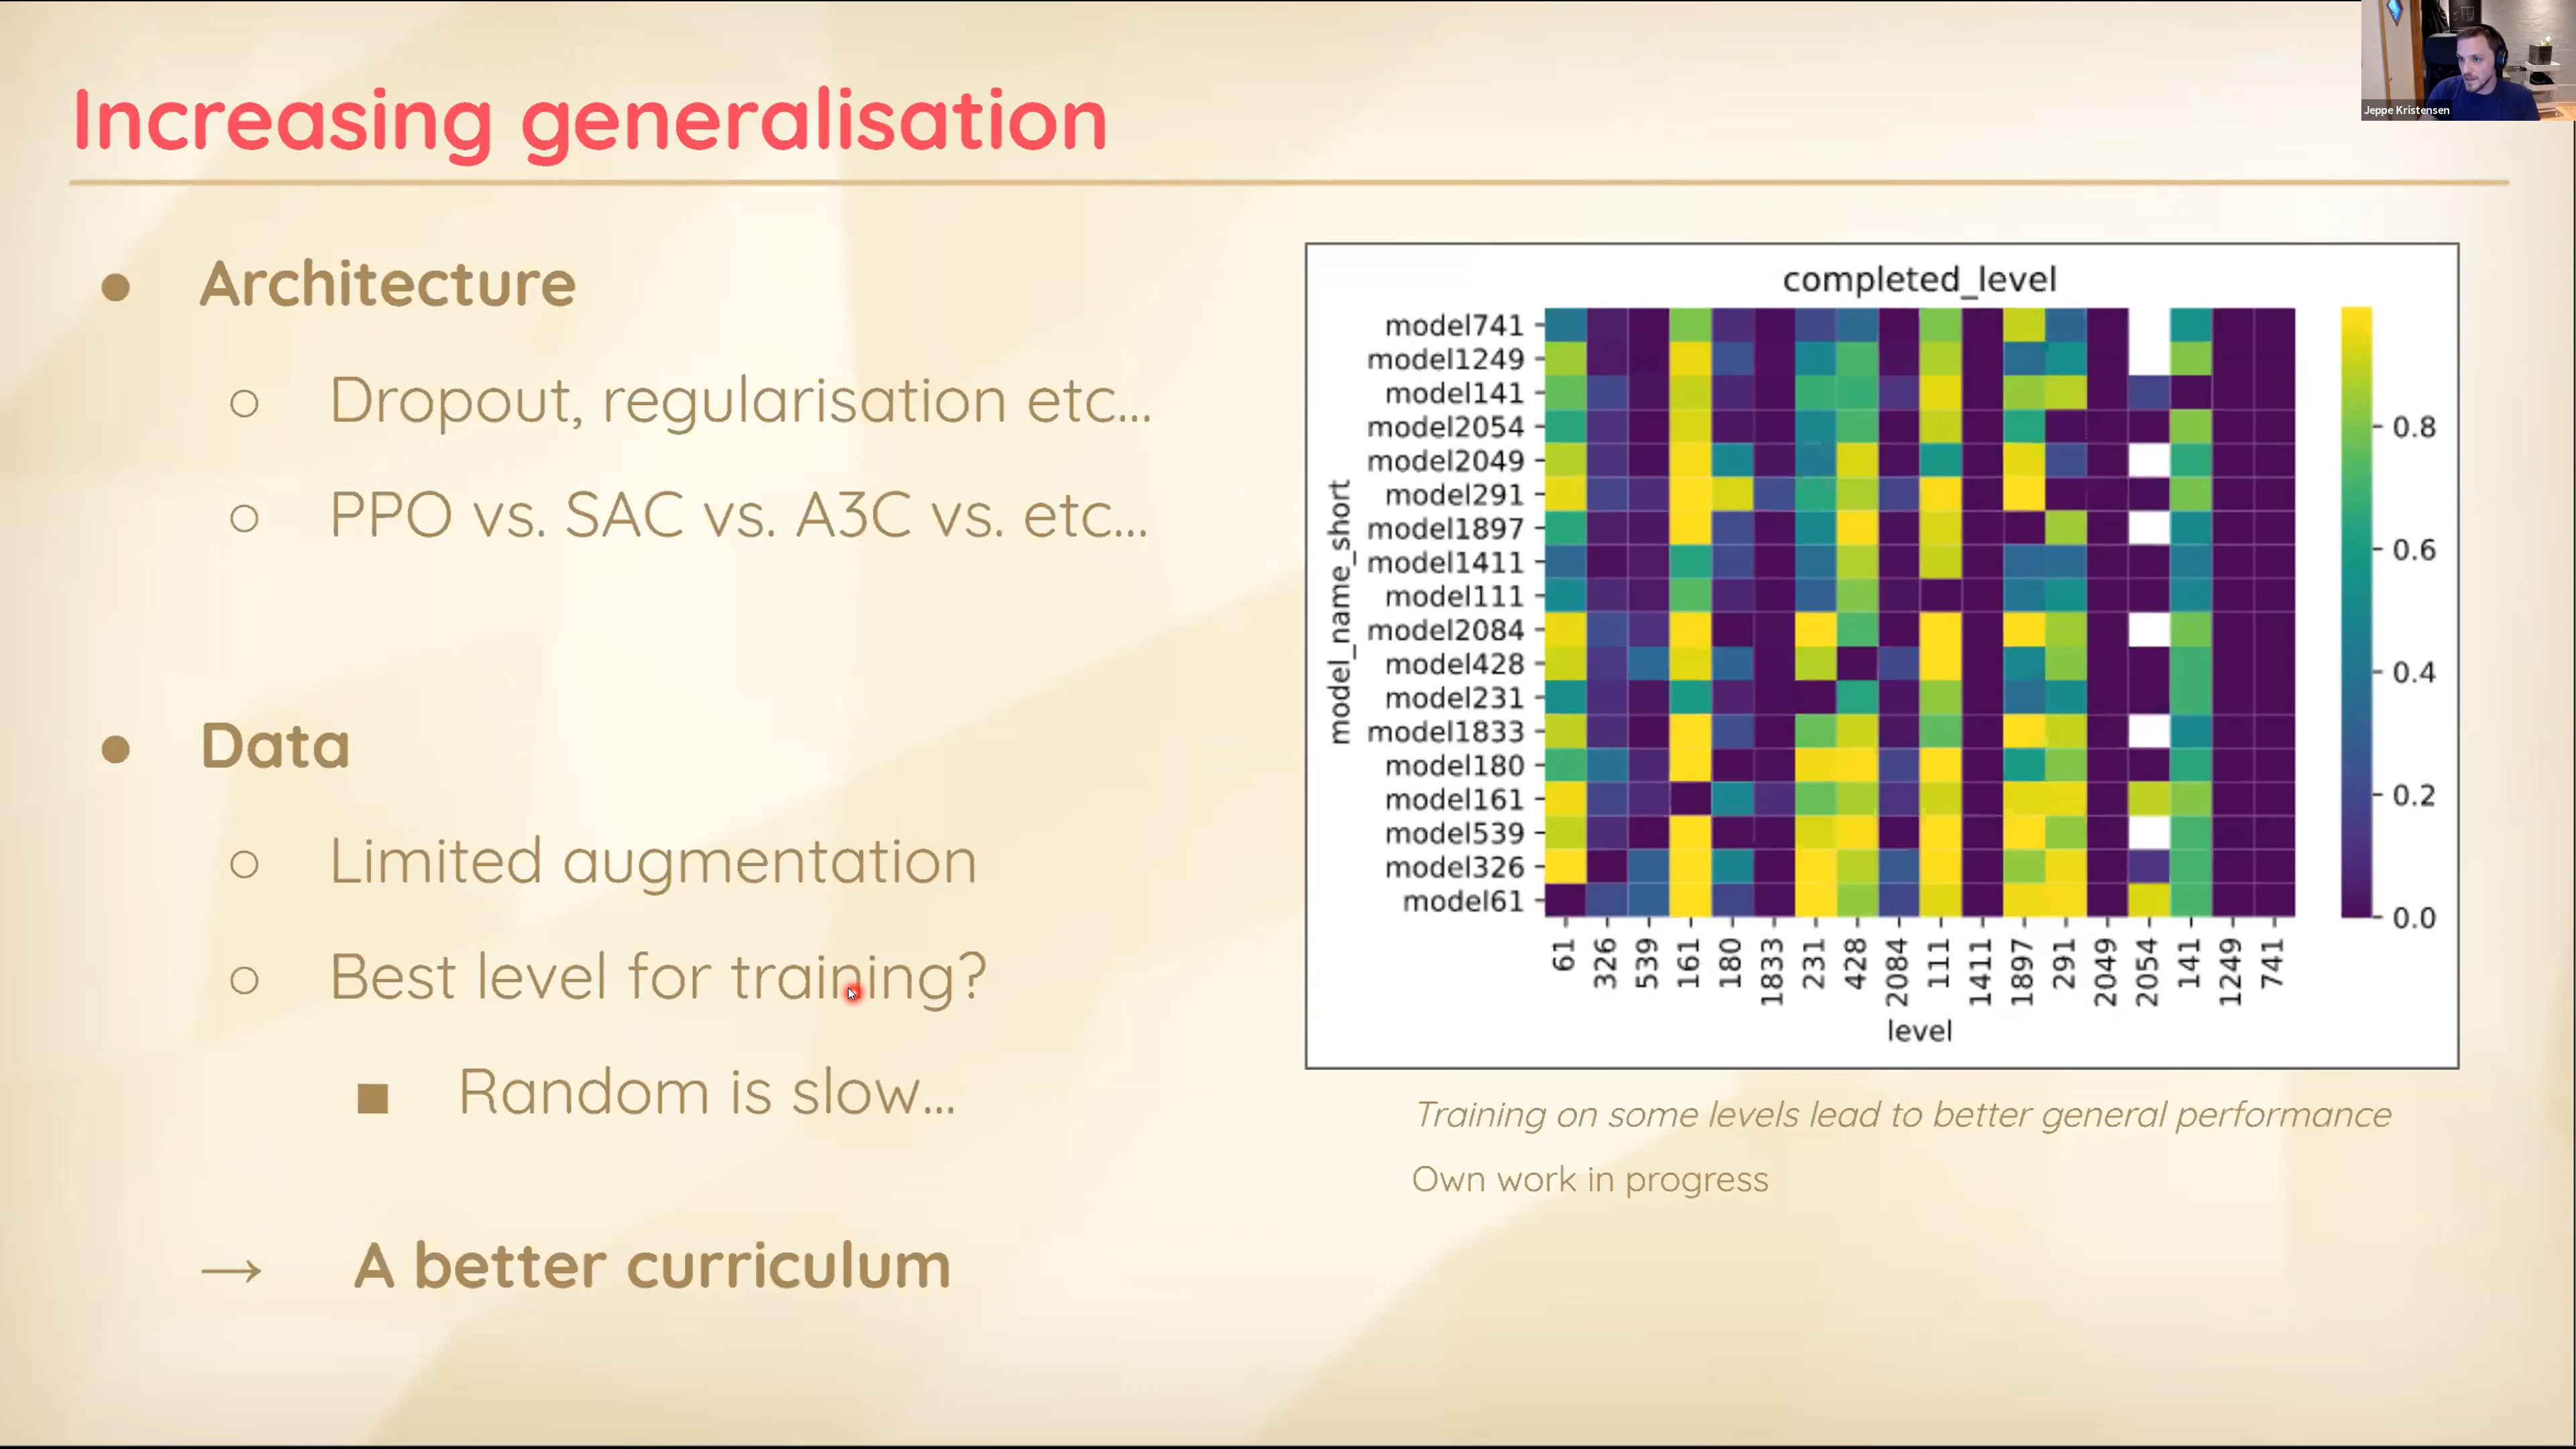 Increasing generalisation
Jeppe Kristensen
● Architecture
○ Dropout, regularisation etc...
○ PPO vs. SAC vs. A3C vs. etc...
● Data
○ Limited augmentation
○ Best level for training?
■ Random is slow...
→ A better curriculum
completed_level
model_name_short
model741
model1249
model141
model2054
model2049
model291
model1897
model1411
model111
model2084
model428
model231
model1833
model180
model161
model539
model326
model61
61 326 539 161 180 1833 231 428 2084 111 1411 1897 291 2049 2054 141 1249 741
level
0.8
0.6
0.4
0.2
0.0
Training on some levels lead to better general performance
Own work in progress